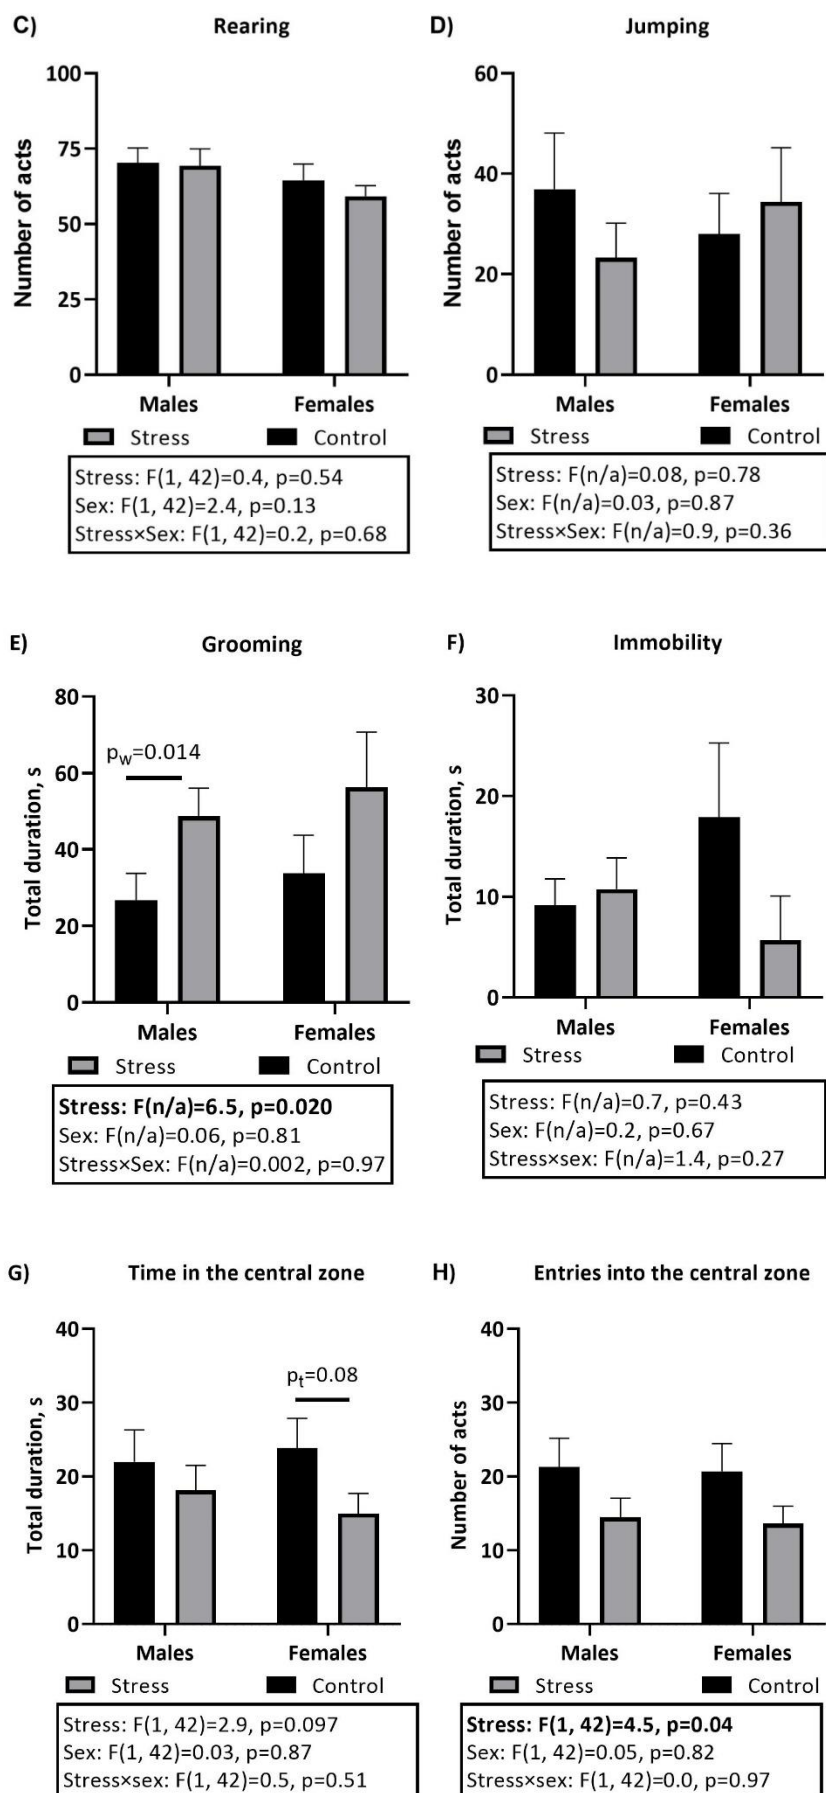 C) Rearing
100
75
50
25
0
Number of acts
Males Females
Stress Control
Stress: F(1, 42)=0.4, p=0.54
Sex: F(1, 42)=2.4, p=0.13
Stress×Sex: F(1, 42)=0.2, p=0.68
D) Jumping
60
40
20
0
Number of acts
Males Females
Stress Control
Stress: F(n/a)=0.08, p=0.78
Sex: F(n/a)=0.03, p=0.87
Stress×Sex: F(n/a)=0.9, p=0.36
E) Grooming
80
60
40
20
0
Total duration, s
pw=0.014
Males Females
Stress Control
Stress: F(n/a)=6.5, p=0.020
Sex: F(n/a)=0.06, p=0.81
Stress×Sex: F(n/a)=0.002, p=0.97
F) Immobility
30
20
10
0
Total duration, s
Males Females
Stress Control
Stress: F(n/a)=0.7, p=0.43
Sex: F(n/a)=0.2, p=0.67
Stress×sex: F(n/a)=1.4, p=0.27
G) Time in the central zone
40
30
20
10
0
Total duration, s
pt=0.08
Males Females
Stress Control
Stress: F(1, 42)=2.9, p=0.097
Sex: F(1, 42)=0.03, p=0.87
Stress×sex: F(1, 42)=0.5, p=0.51
H) Entries into the central zone
40
30
20
10
0
Number of acts
Males Females
Stress Control
Stress: F(1, 42)=4.5, p=0.04
Sex: F(1, 42)=0.05, p=0.82
Stress×sex: F(1, 42)=0.0, p=0.97